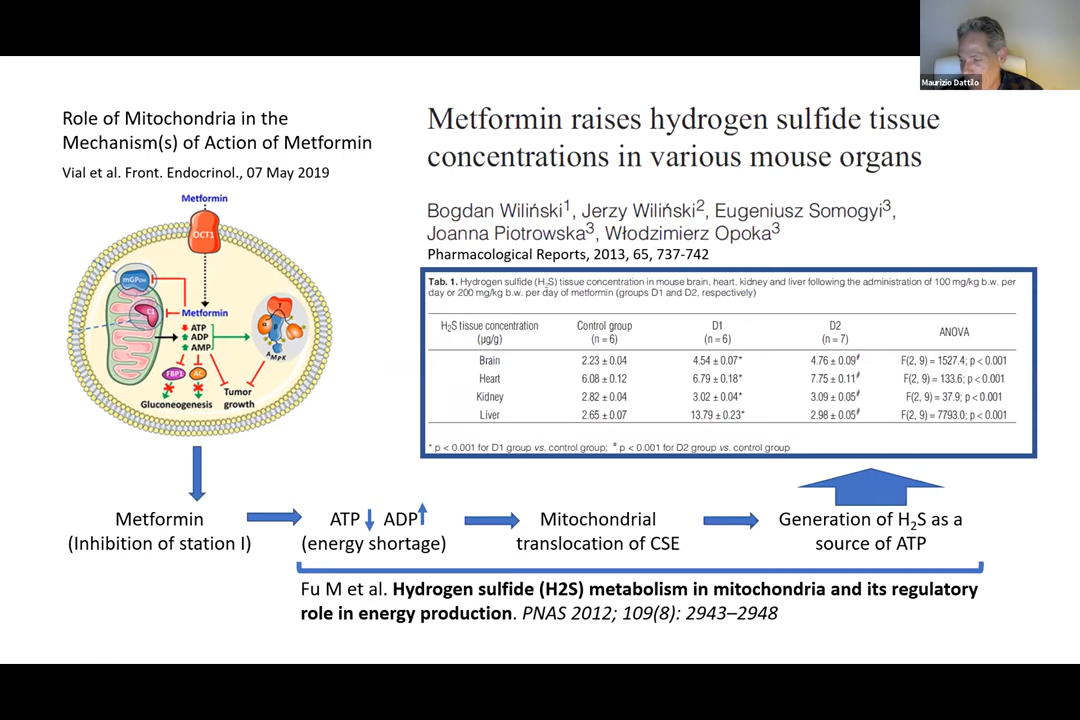 Maurizio Dattilo
Role of Mitochondria in the
Mechanism(s) of Action of Metformin
Vial et al. Front. Endocrinol., 07 May 2019
Metformin
OCT1
mGPDH
C1
Metformin
ATP
ADP
AMP
FBP1
AC
Gluconeogenesis
Tumor
growth
α
β
γ
AMPK
Metformin raises hydrogen sulfide tissue
concentrations in various mouse organs
Bogdan Wiliński1, Jerzy Wiliński2, Eugeniusz Somogyi3,
Joanna Piotrowska3, Włodzimierz Opoka3
Pharmacological Reports, 2013, 65, 737-742
Tab. 1. Hydrogen sulfide (H2S) tissue concentration in mouse brain, heart, kidney and liver following the administration of 100 mg/kg b.w. per
day or 200 mg/kg b.w. per day of metformin (groups D1 and D2, respectively)
H2S tissue concentration (µg/g) Control group (n = 6) D1 (n = 6) D2 (n = 7) ANOVA
Brain 2.23 ± 0.04 4.54 ± 0.07* 4.76 ± 0.09# F(2, 9) = 1527.4; p < 0.001
Heart 6.08 ± 0.12 6.79 ± 0.18* 7.75 ± 0.11# F(2, 9) = 133.6; p < 0.001
Kidney 2.82 ± 0.04 3.02 ± 0.04* 3.09 ± 0.05# F(2, 9) = 37.9; p < 0.001
Liver 2.65 ± 0.07 13.79 ± 0.23* 2.98 ± 0.05# F(2, 9) = 7793.0; p < 0.001
* p < 0.001 for D1 group vs. control group; # p < 0.001 for D2 group vs. control group
Metformin
(Inhibition of station I)
ATP ADP
(energy shortage)
Mitochondrial
translocation of CSE
Generation of H2S as a
source of ATP
Fu M et al. Hydrogen sulfide (H2S) metabolism in mitochondria and its regulatory
role in energy production. PNAS 2012; 109(8): 2943–2948